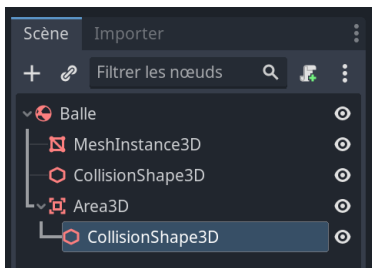 Scène Importer
Filtrer les nœuds
Balle
MeshInstance3D
CollisionShape3D
Area3D
CollisionShape3D